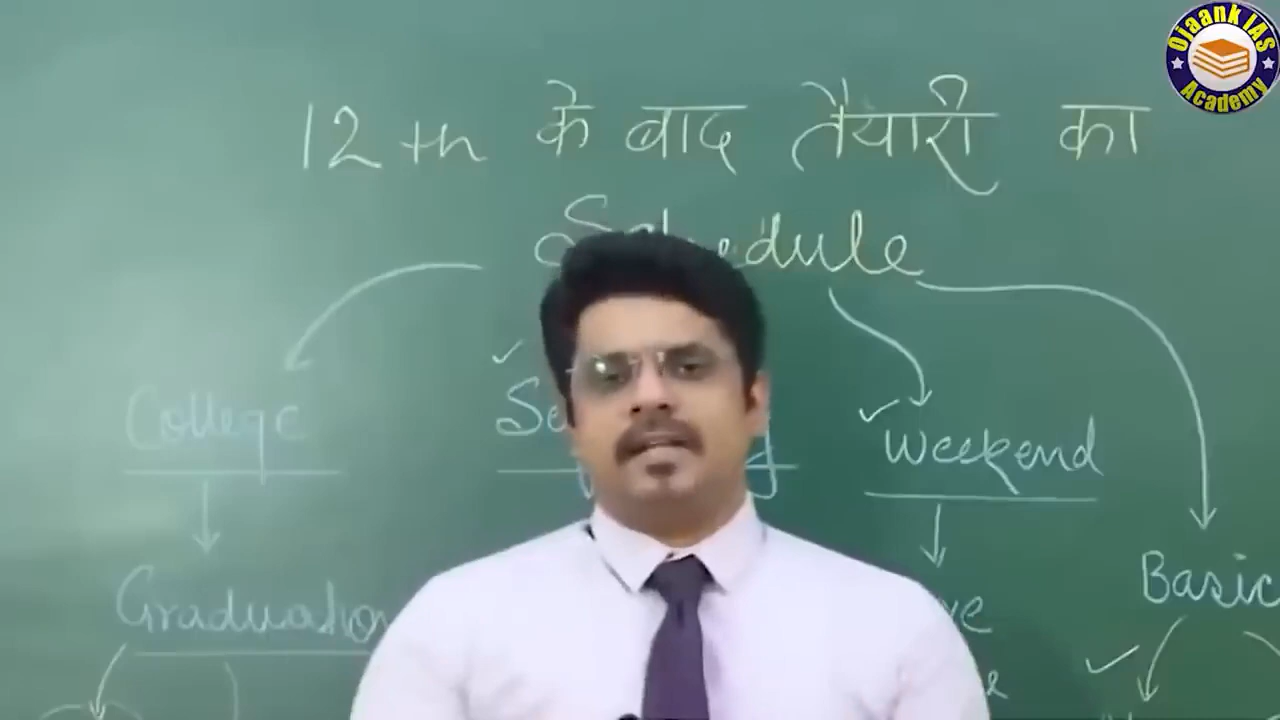 Ojaank IAS
Academy
12th के बाद तैयारी का
Schedule
College
Weekend
Graduation
Basic